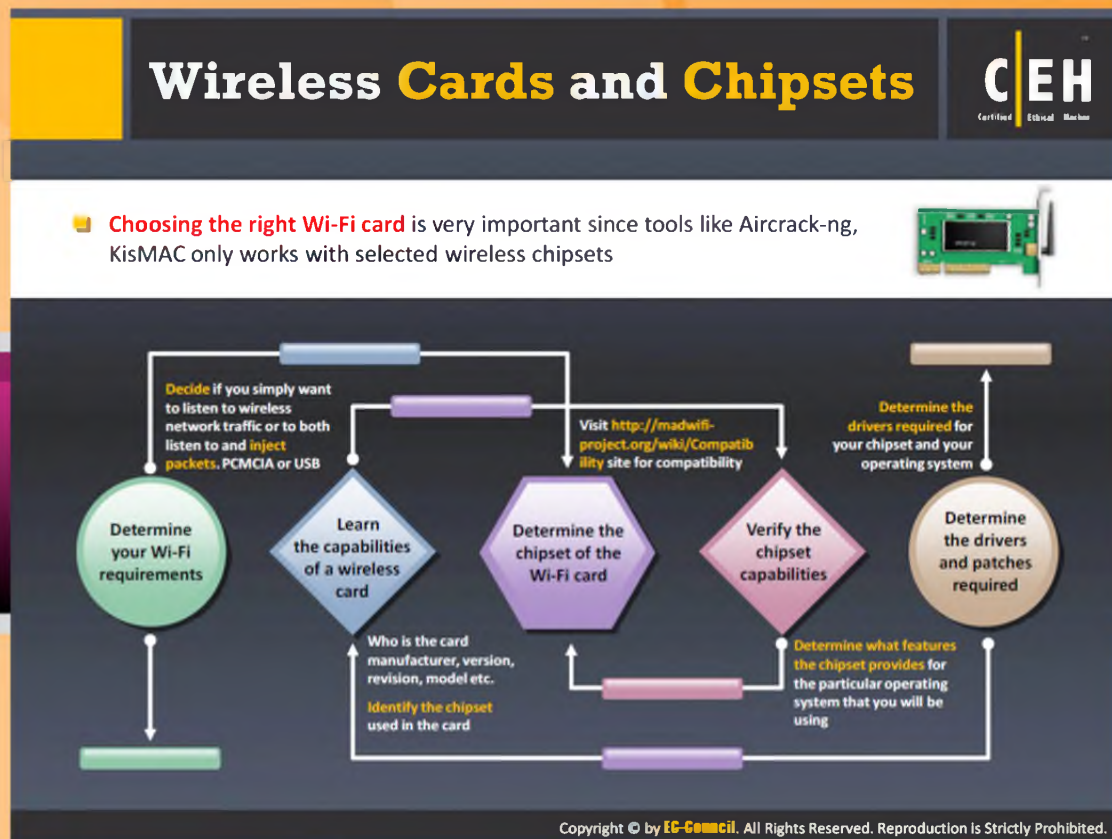 Wireless Cards and Chipsets
CEH
Certified Ethical Hacker
Choosing the right Wi-Fi card is very important since tools like Aircrack-ng,
KisMAC only works with selected wireless chipsets
Decide if you simply want
to listen to wireless
network traffic or to both
listen to and inject
packets. PCMCIA or USB
Visit http://madwifi-
project.org/wiki/Compatib
ility site for compatibility
Determine the
drivers required for
your chipset and your
operating system
Determine
your Wi-Fi
requirements
Learn
the capabilities
of a wireless
card
Determine the
chipset of the
Wi-Fi card
Verify the
chipset
capabilities
Determine
the drivers
and patches
required
Who is the card
manufacturer, version,
revision, model etc.
Identify the chipset
used in the card
Determine what features
the chipset provides for
the particular operating
system that you will be
using
Copyright © by EC-Council. All Rights Reserved. Reproduction is Strictly Prohibited.